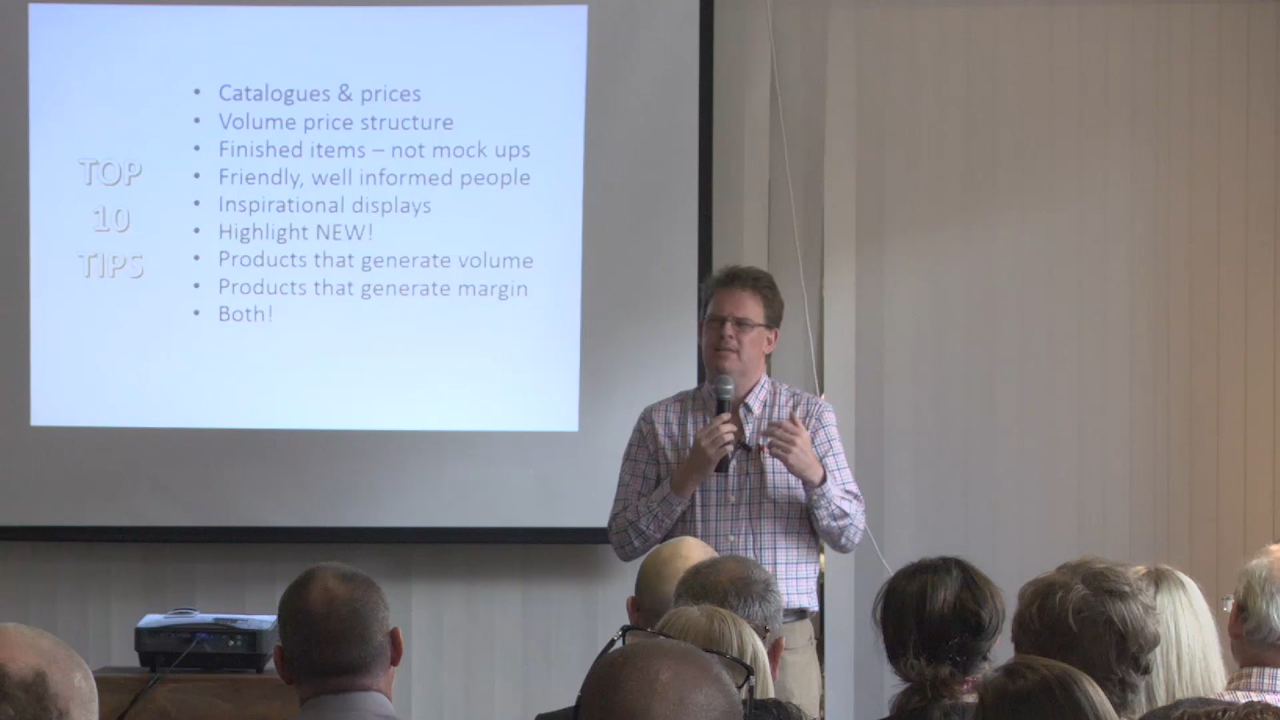 TOP
10
TIPS
• Catalogues & prices
• Volume price structure
• Finished items – not mock ups
• Friendly, well informed people
• Inspirational displays
• Highlight NEW!
• Products that generate volume
• Products that generate margin
• Both!